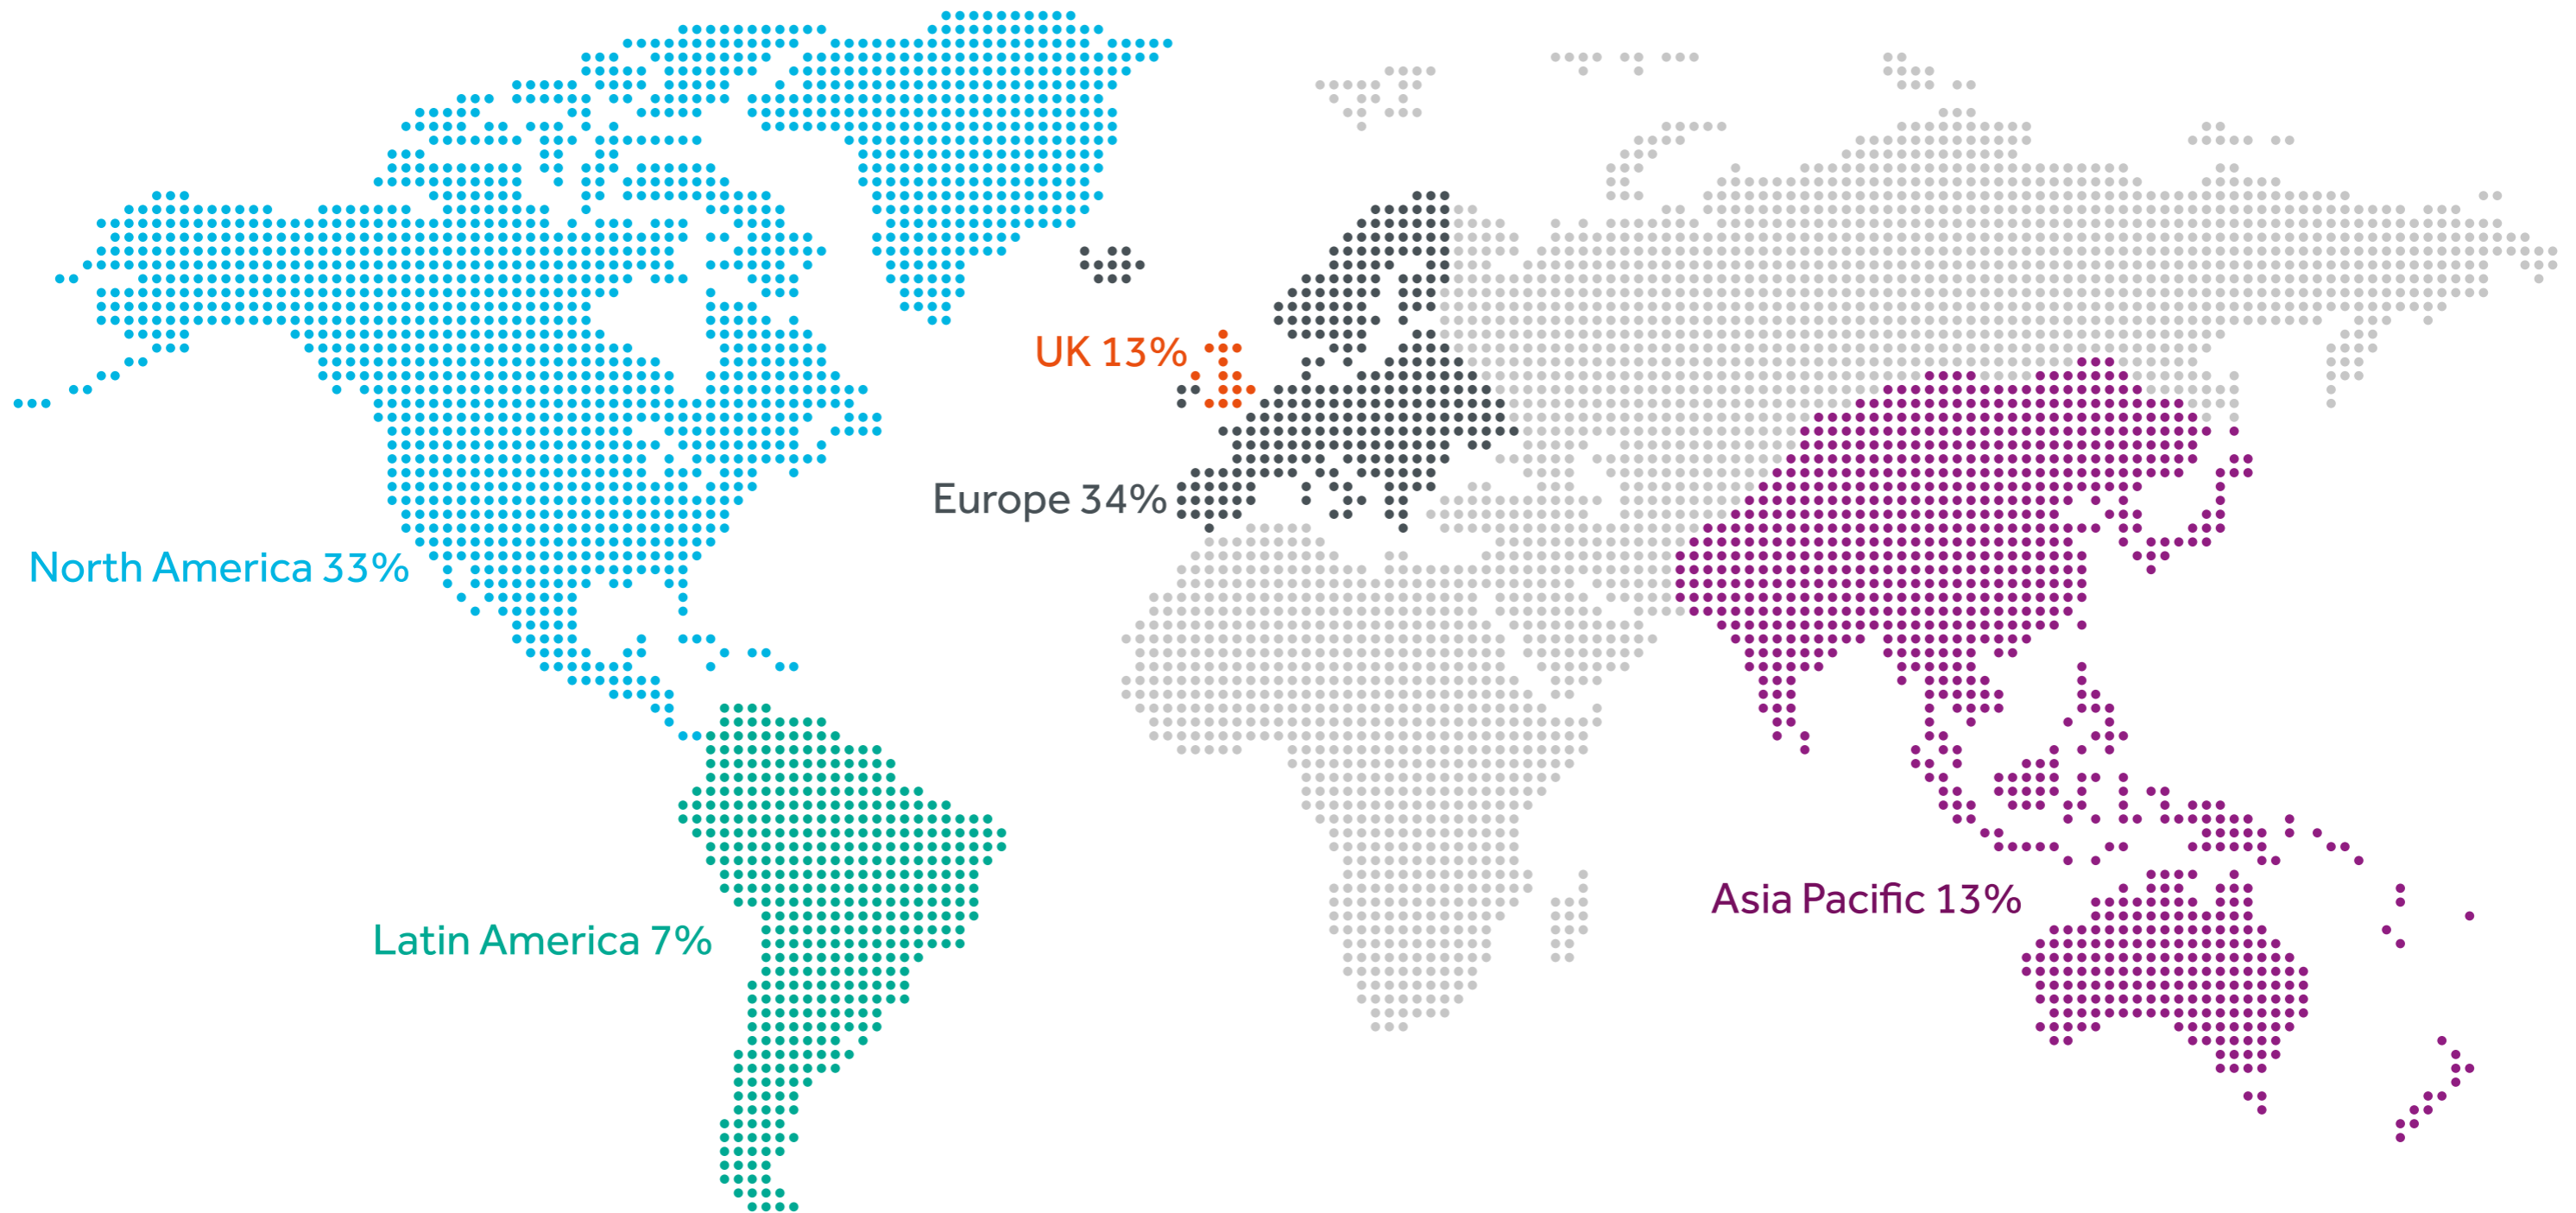 UK 13%
Europe 34%
North America 33%
Asia Pacific 13%
Latin America 7%